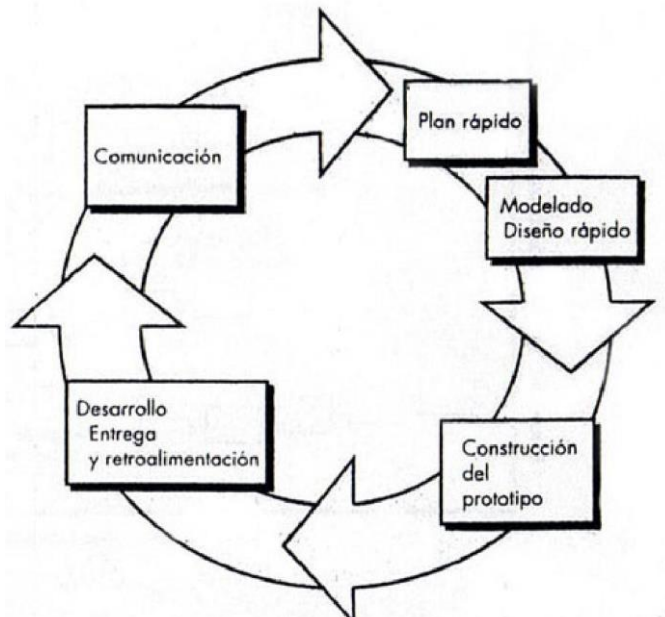 Comunicación
Plan rápido
Modelado
Diseño rápido
Construcción
del
prototipo
Desarrollo
Entrega
y retroalimentación